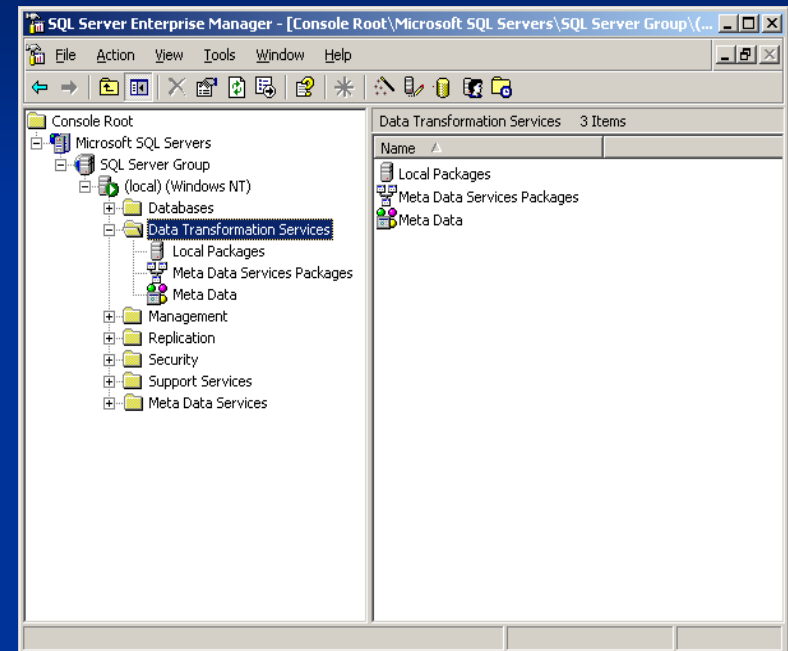 SQL Server Enterprise Manager - [Console Root\Microsoft SQL Servers\SQL Server Group\(...
File Action View Tools Window Help
Console Root
Microsoft SQL Servers
SQL Server Group
(local) (Windows NT)
Databases
Data Transformation Services
Local Packages
Meta Data Services Packages
Meta Data
Management
Replication
Security
Support Services
Meta Data Services
Data Transformation Services 3 Items
Name
Local Packages
Meta Data Services Packages
Meta Data